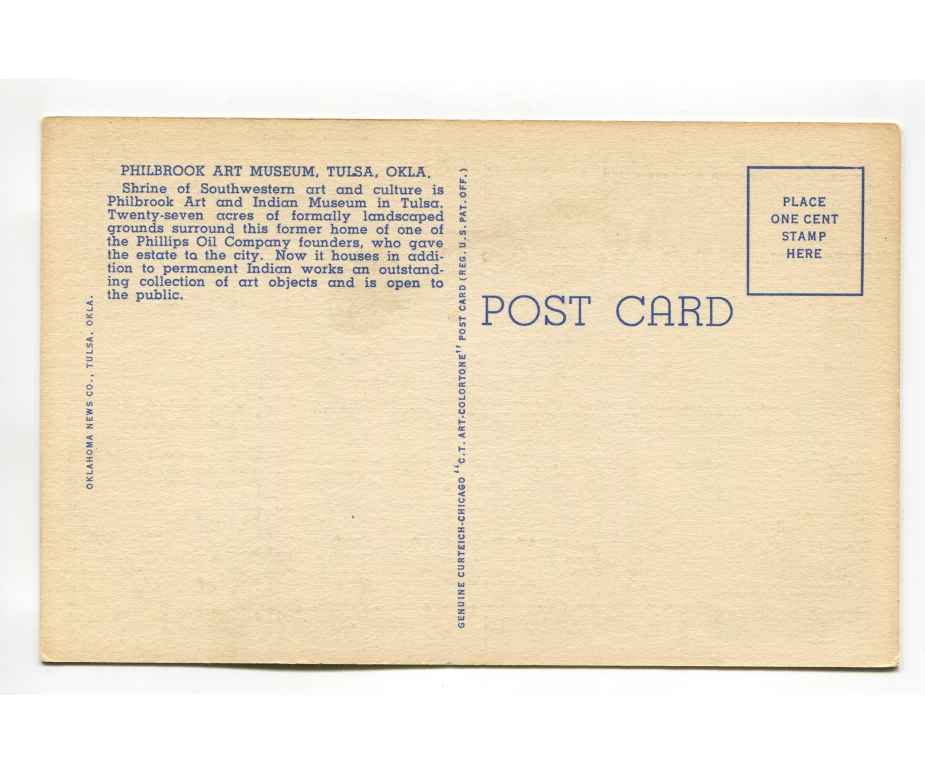 PHILBROOK ART MUSEUM, TULSA, OKLA.
Shrine of Southwestern art and culture is
Philbrook Art and Indian Museum in Tulsa.
Twenty-seven acres of formally landscaped
grounds surround this former home of one of
the Phillips Oil Company founders, who gave
the estate to the city. Now it houses in addi-
tion to permanent Indian works an outstand-
ing collection of art objects and is open to
the public.
OKLAHOMA NEWS CO., TULSA, OKLA.
GENUINE CURTEICH-CHICAGO "C.T. ART-COLORTONE" POST CARD (REG. U.S. PAT. OFF.)
POST CARD
PLACE
ONE CENT
STAMP
HERE